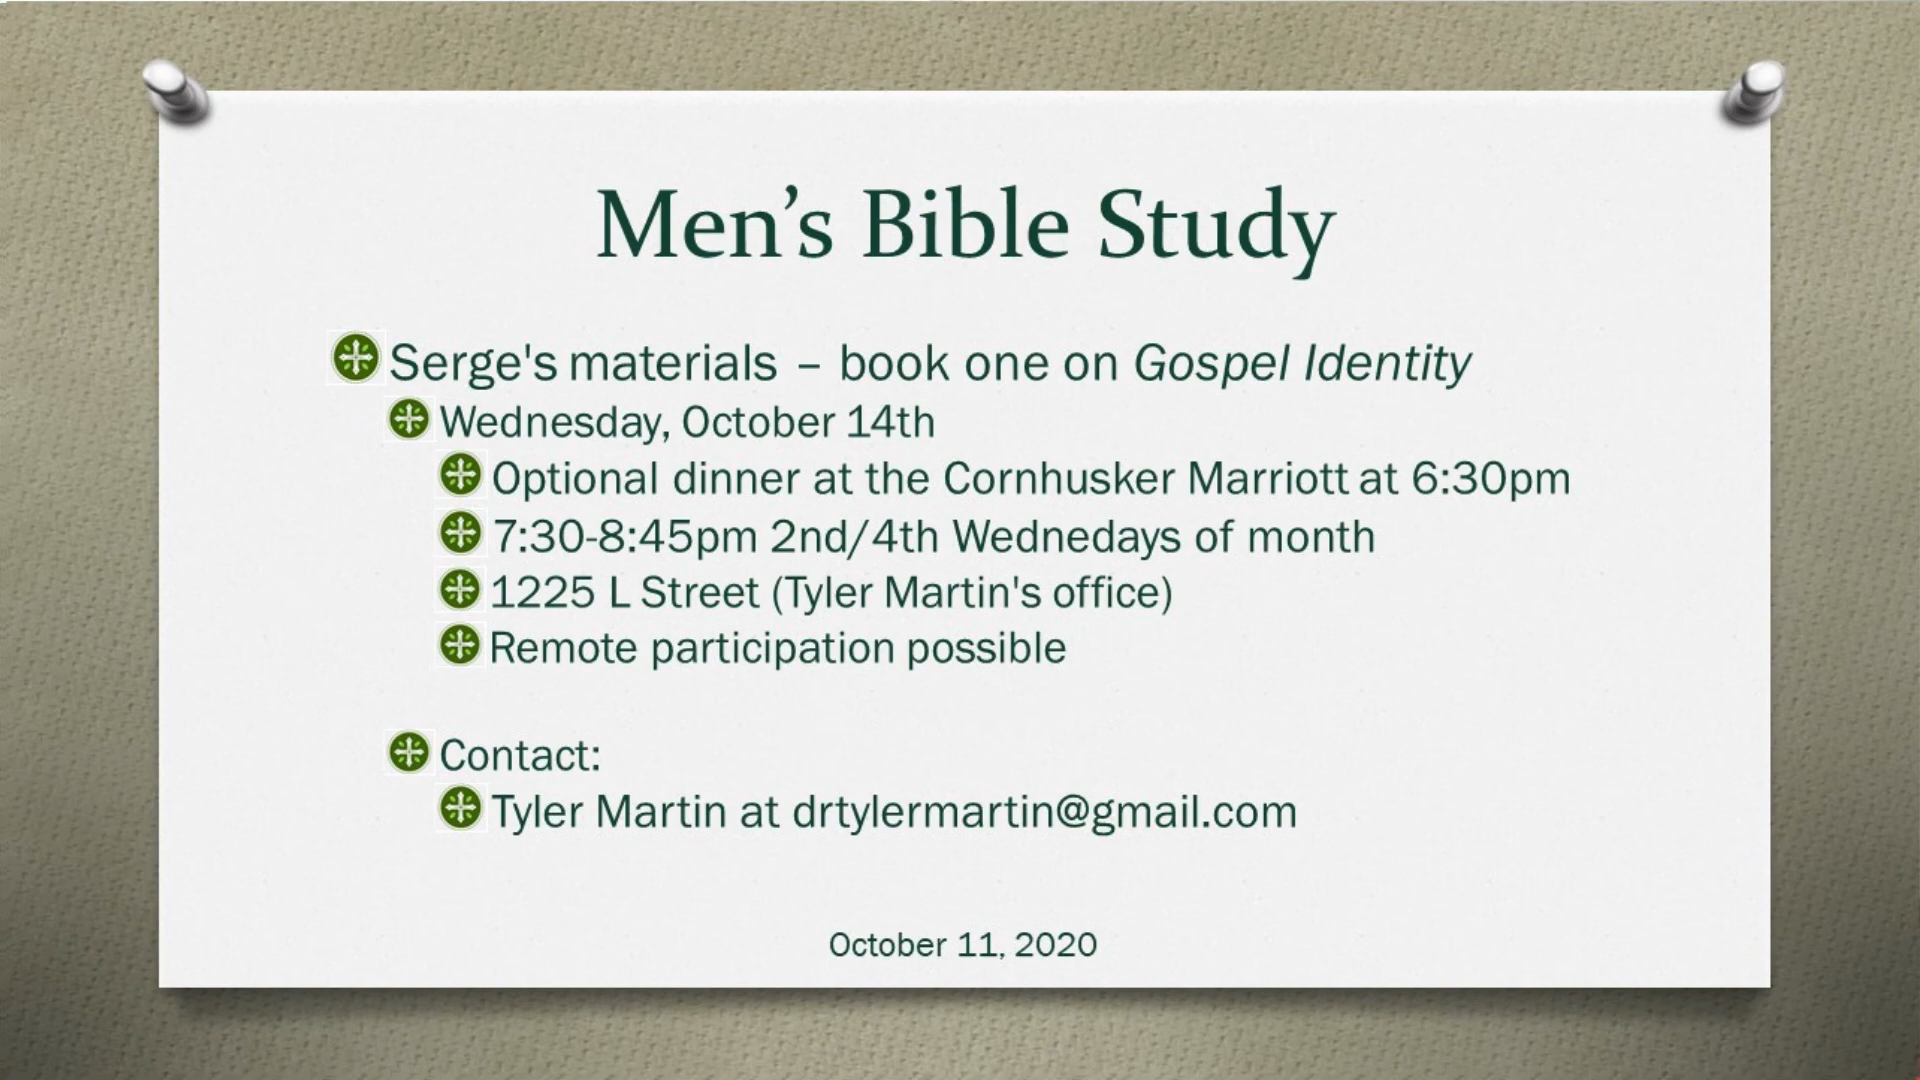 Men’s Bible Study
Serge's materials – book one on Gospel Identity
Wednesday, October 14th
Optional dinner at the Cornhusker Marriott at 6:30pm
7:30-8:45pm 2nd/4th Wednedays of month
1225 L Street (Tyler Martin's office)
Remote participation possible
Contact:
Tyler Martin at drtylermartin@gmail.com
October 11, 2020